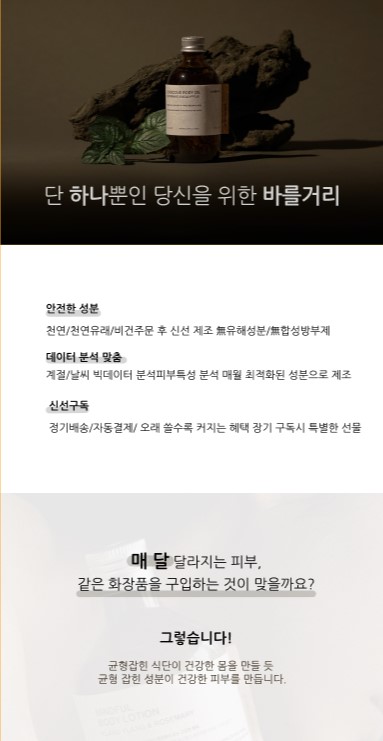 단 하나뿐인 당신을 위한 바를거리
안전한 성분
천연/천연유래/비건주문 후 신선 제조 無유해성분/無합성방부제
데이터 분석 맞춤
계절/날씨 빅데이터 분석피부특성 분석 매월 최적화된 성분으로 제조
신선구독
정기배송/자동결제/ 오래 쓸수록 커지는 혜택 장기 구독시 특별한 선물
매 달 달라지는 피부,
같은 화장품을 구입하는 것이 맞을까요?
그렇습니다!
균형잡힌 식단이 건강한 몸을 만들 듯
균형 잡힌 성분이 건강한 피부를 만듭니다.